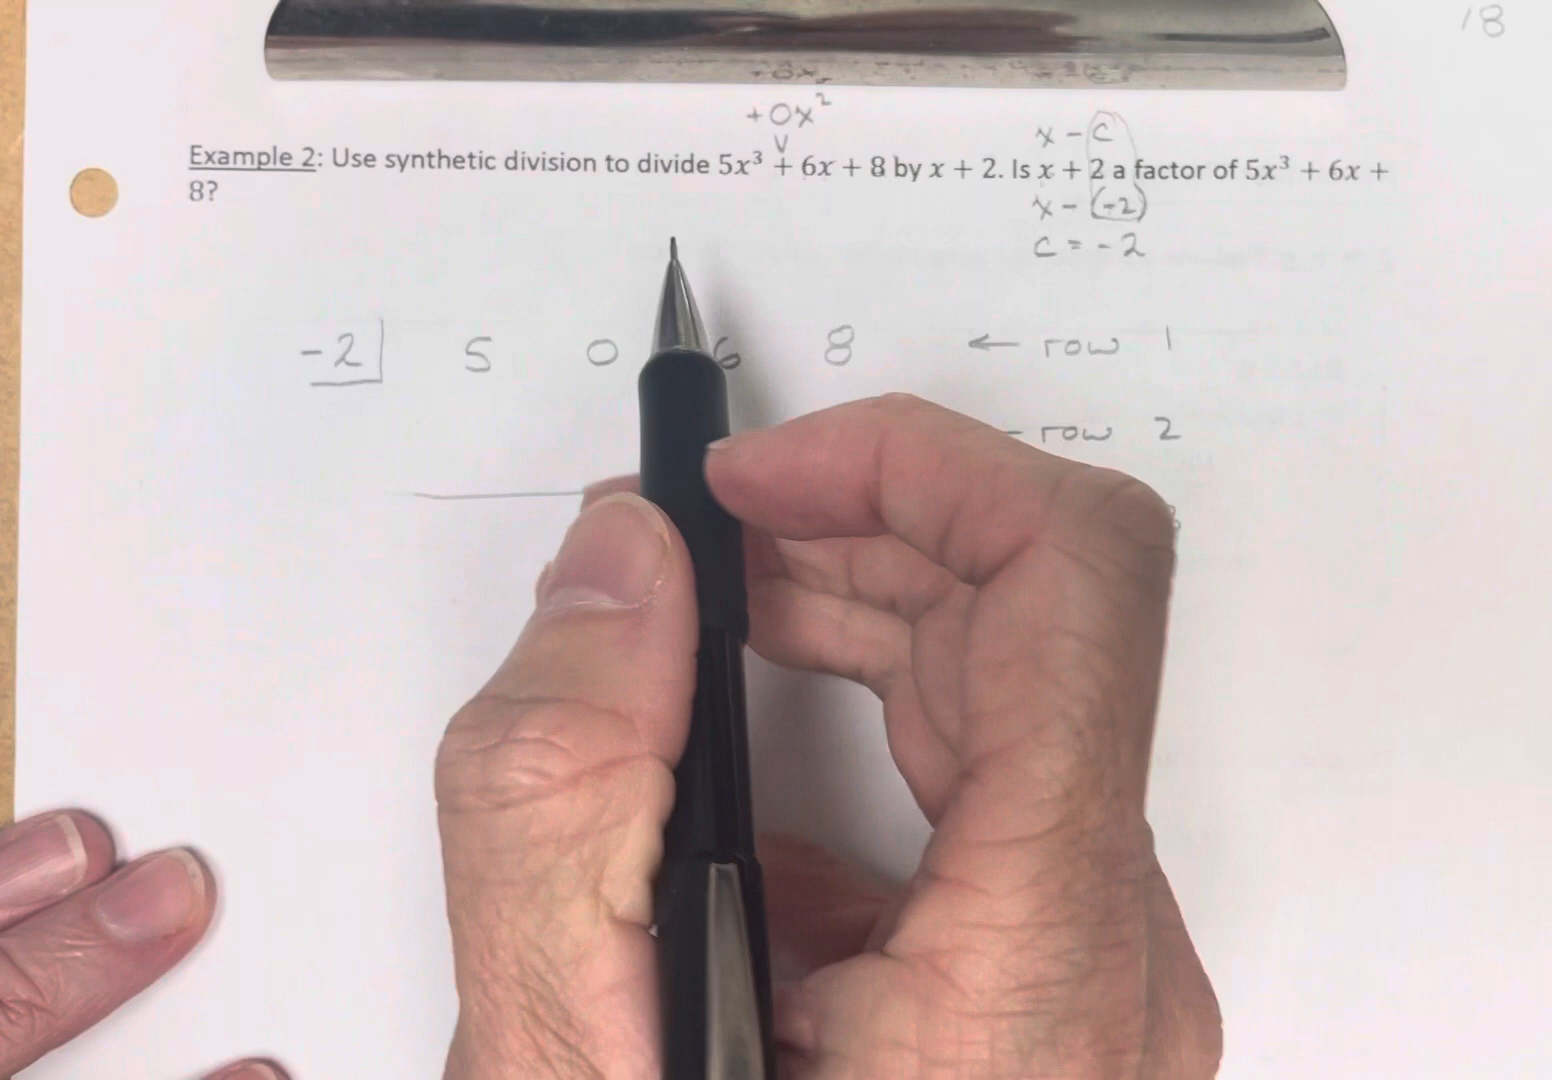 18
+0x²
x - c
Example 2: Use synthetic division to divide 5x³ + 6x + 8 by x + 2. Is x + 2 a factor of 5x³ + 6x +
8?
x - (-2)
c = -2
-2 5 0 6 8 ← row 1
row 2